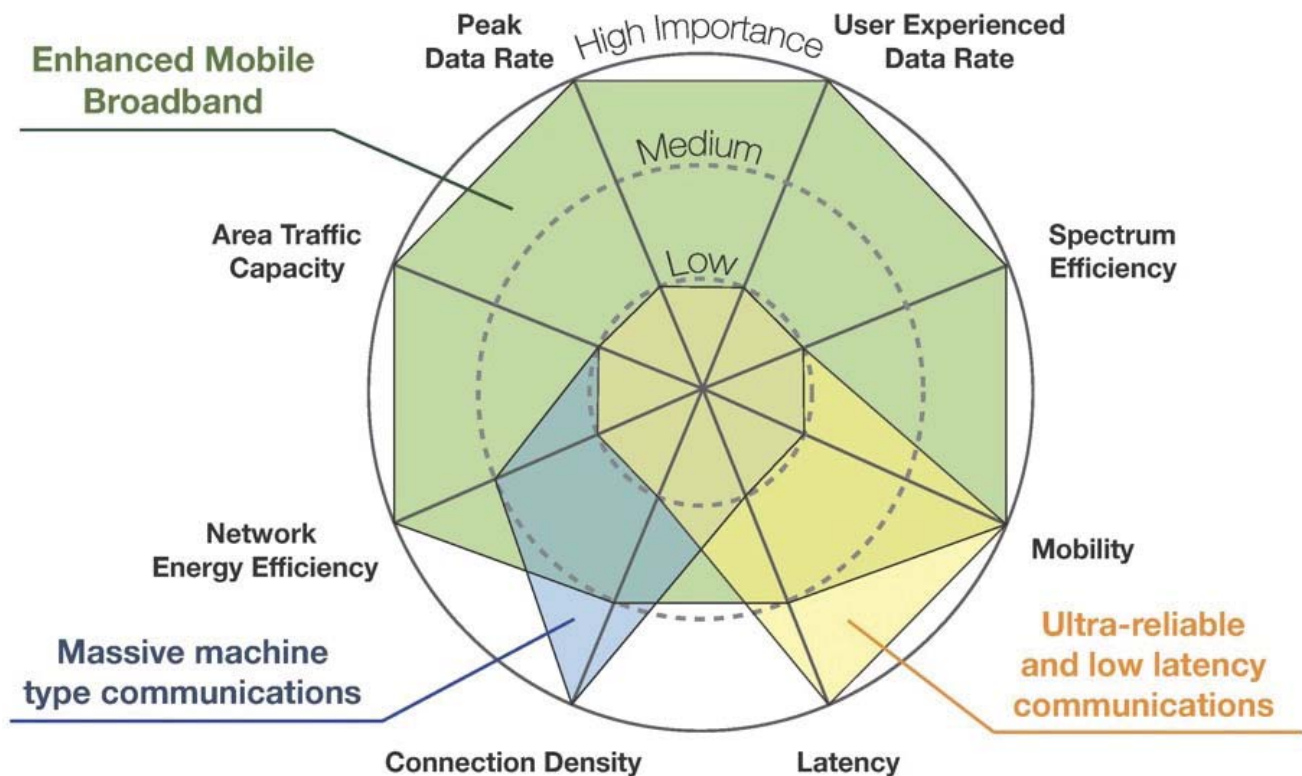 Peak
Data Rate
High Importance
User Experienced
Data Rate
Enhanced Mobile
Broadband
Medium
Area Traffic
Capacity
Low
Spectrum
Efficiency
Network
Energy Efficiency
Mobility
Massive machine
type communications
Ultra-reliable
and low latency
communications
Connection Density
Latency